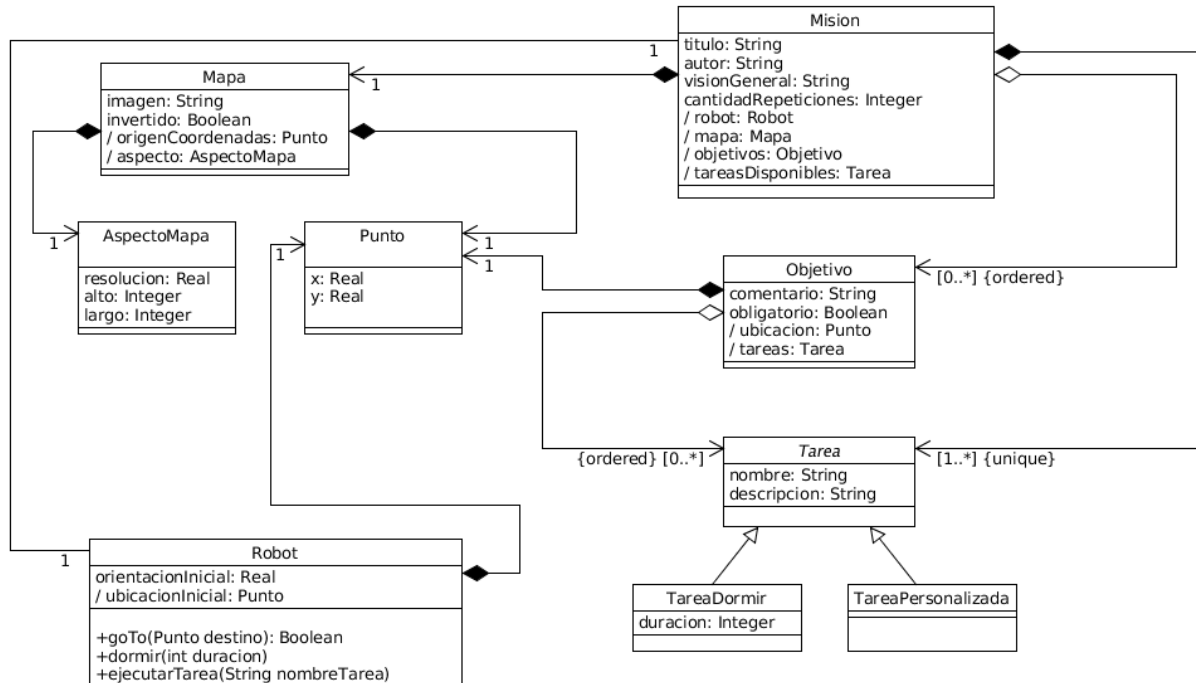 Mision
titulo: String
autor: String
visionGeneral: String
cantidadRepeticiones: Integer
/ robot: Robot
/ mapa: Mapa
/ objetivos: Objetivo
/ tareasDisponibles: Tarea
1
1
Mapa
imagen: String
invertido: Boolean
/ origenCoordenadas: Punto
/ aspecto: AspectoMapa
1
AspectoMapa
resolucion: Real
alto: Integer
largo: Integer
1
Punto
x: Real
y: Real
1
1
Objetivo
comentario: String
obligatorio: Boolean
/ ubicacion: Punto
/ tareas: Tarea
[0..*] {ordered}
{ordered} [0..*]
Tarea
nombre: String
descripcion: String
[1..*] {unique}
1
Robot
orientacionInicial: Real
/ ubicacionInicial: Punto
+goTo(Punto destino): Boolean
+dormir(int duracion)
+ejecutarTarea(String nombreTarea)
TareaDormir
duracion: Integer
TareaPersonalizada